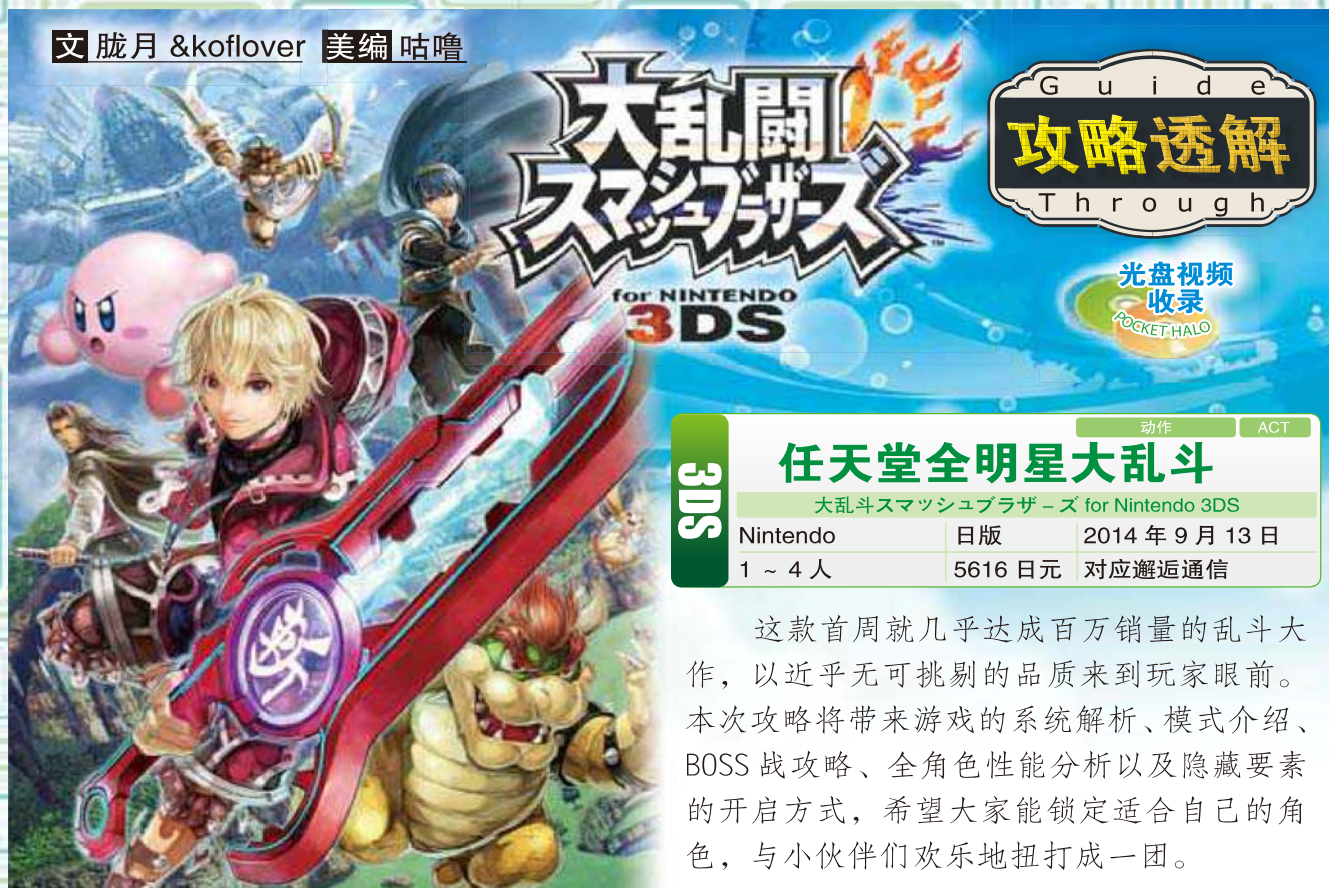 文 胧月 &koflover 美编 咕噜
大乱闘
スマッシュブラザーズ
™
for NINTENDO
3DS
Guide
攻略透解
Through
光盘视频
收录
POCKET HALO
3DS
动作 ACT
任天堂全明星大乱斗
大乱斗スマッシュブラザ – ズ for Nintendo 3DS
Nintendo 日版 2014 年 9 月 13 日
1 ~ 4 人 5616 日元 对应邂逅通信
这款首周就几乎达成百万销量的乱斗大
作，以近乎无可挑剔的品质来到玩家眼前。
本次攻略将带来游戏的系统解析、模式介绍、
BOSS 战攻略、全角色性能分析以及隐藏要素
的开启方式，希望大家能锁定适合自己的角
色，与小伙伴们欢乐地扭打成一团。